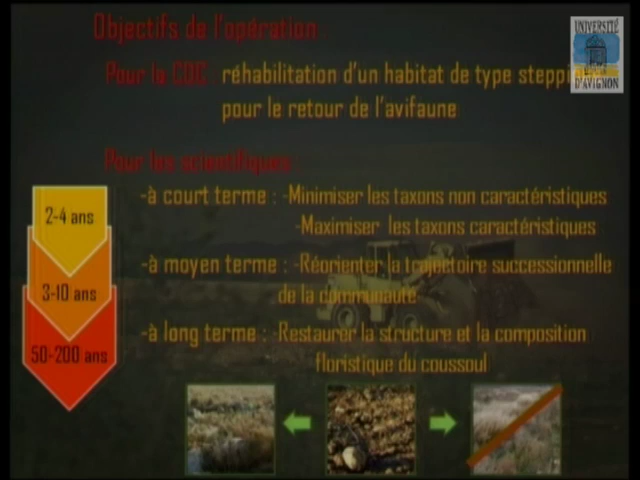 Objectifs de l'opération
UNIVERSITÉ
D'AVIGNON
Pour la CDC : réhabilitation d'un habitat de type
pour le retour de l'avifaune
Pour les scientifiques :
2-4 ans
-à court terme : -Minimiser les taxons non caractéristiques
-Maximiser les taxons caractéristiques
3-10 ans
-à moyen terme : -Réorienter la trajectoire successionnelle
de la communauté
50-200 ans
-à long terme : -Restaurer la structure et la composition
floristique du coussoul